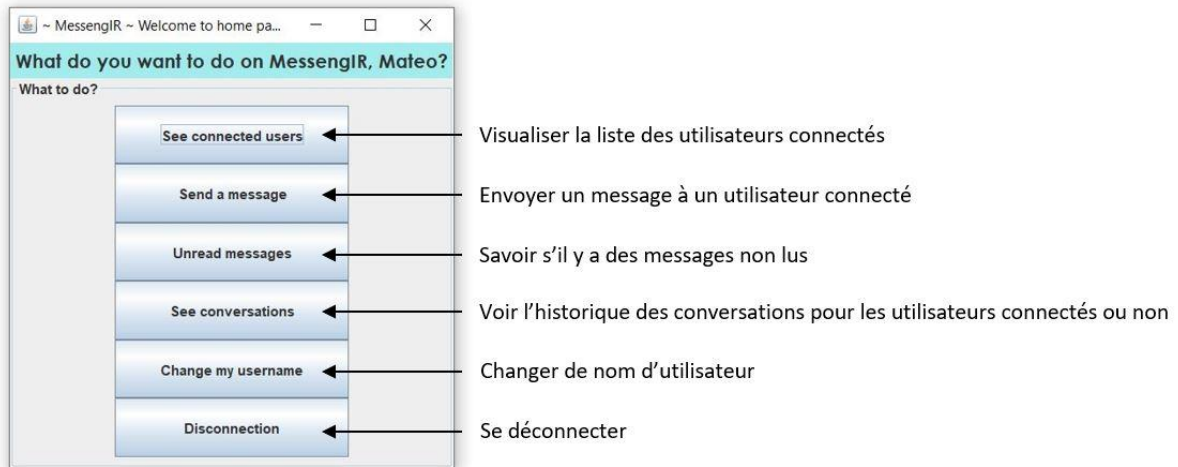 ~ MessengIR ~ Welcome to home pa...
What do you want to do on MessengIR, Mateo?
What to do?
See connected users
Visualiser la liste des utilisateurs connectés
Send a message
Envoyer un message à un utilisateur connecté
Unread messages
Savoir s’il y a des messages non lus
See conversations
Voir l’historique des conversations pour les utilisateurs connectés ou non
Change my username
Changer de nom d’utilisateur
Disconnection
Se déconnecter